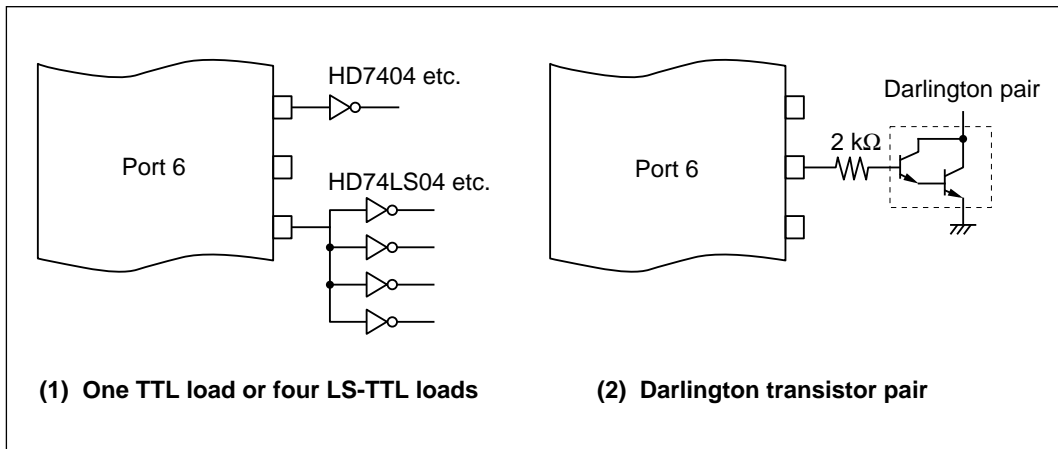 HD7404 etc.
Port 6
HD74LS04 etc.
(1) One TTL load or four LS-TTL loads
Darlington pair
2 kΩ
Port 6
(2) Darlington transistor pair